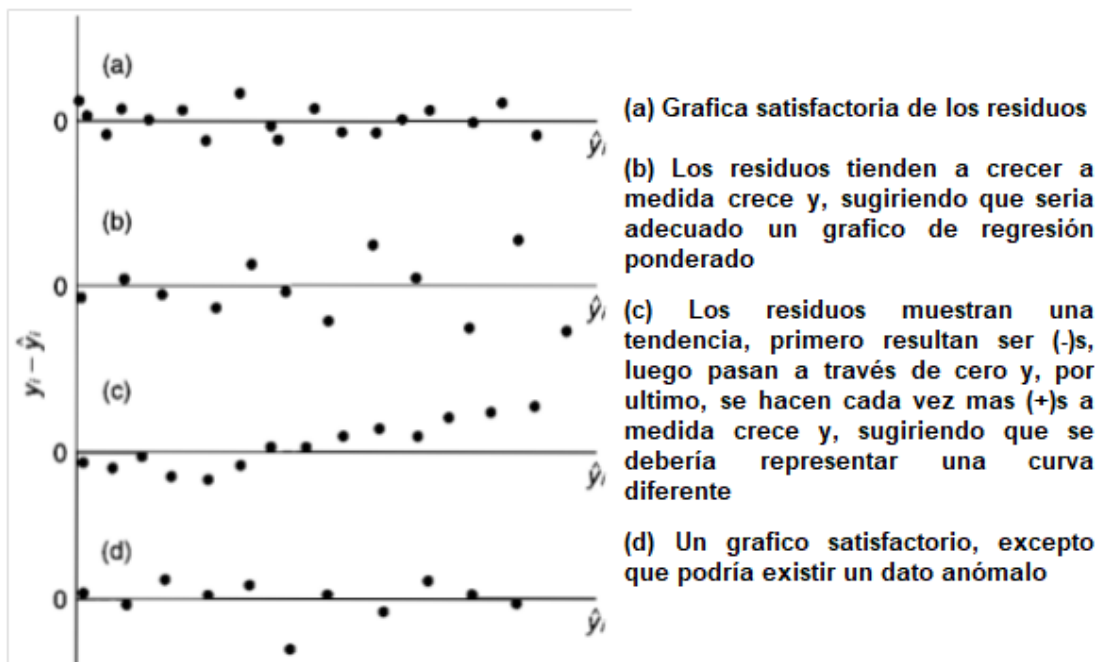 (a)
0
ŷᵢ
(b)
0
ŷᵢ
yᵢ – ŷᵢ
(c)
0
ŷᵢ
(d)
0
ŷᵢ
(a) Grafica satisfactoria de los residuos
(b) Los residuos tienden a crecer a
medida crece y, sugiriendo que seria
adecuado un grafico de regresión
ponderado
(c) Los residuos muestran una
tendencia, primero resultan ser (-)s,
luego pasan a través de cero y, por
ultimo, se hacen cada vez mas (+)s a
medida crece y, sugiriendo que se
debería representar una curva
diferente
(d) Un grafico satisfactorio, excepto
que podría existir un dato anómalo